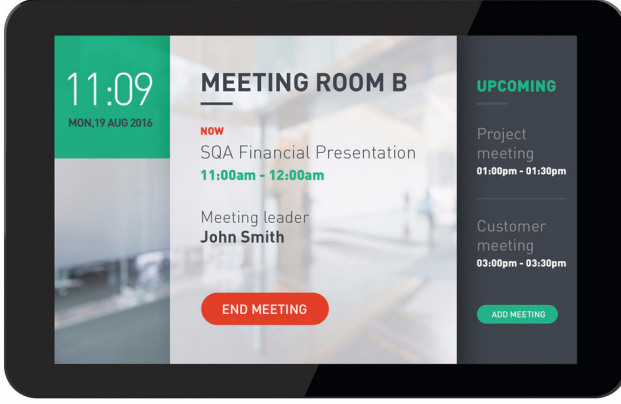 11:09
MON,19 AUG 2016
MEETING ROOM B
NOW
SQA Financial Presentation
11:00am - 12:00am
Meeting leader
John Smith
END MEETING
UPCOMING
Project
meeting
01:00pm - 01:30pm
Customer
meeting
03:00pm - 03:30pm
ADD MEETING